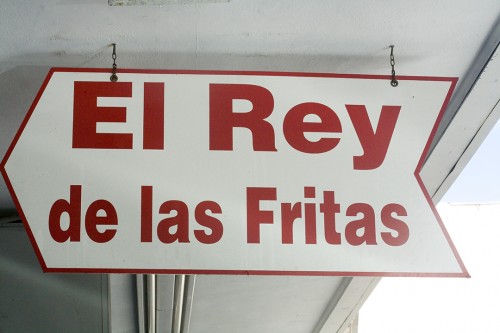 El Rey
de las Fritas